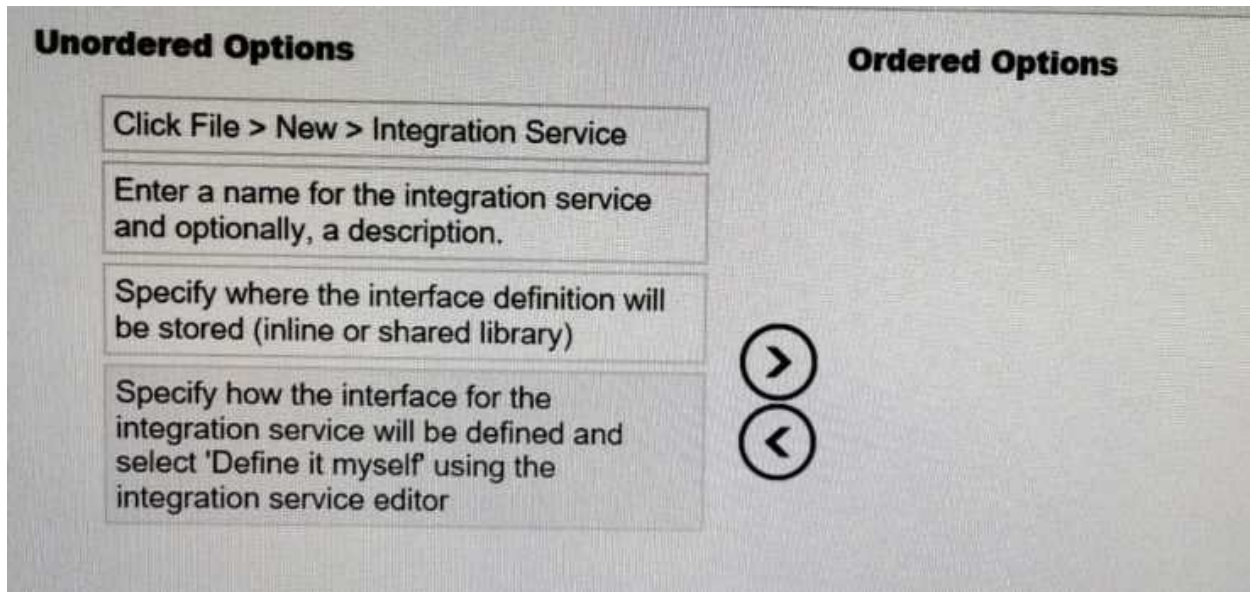 Unordered Options
Ordered Options
Click File > New > Integration Service
Enter a name for the integration service
and optionally, a description.
Specify where the interface definition will
be stored (inline or shared library)
Specify how the interface for the
integration service will be defined and
select 'Define it myself' using the
integration service editor